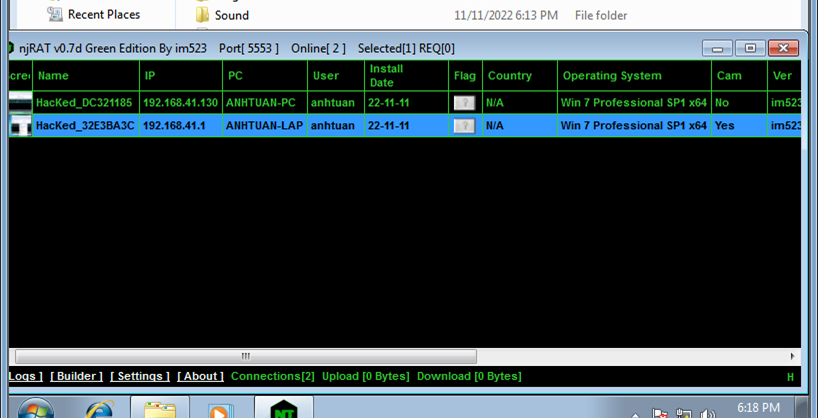 Recent Places Sound 11/11/2022 6:13 PM File folder
njRAT v0.7d Green Edition By im523 Port[ 5553 ] Online[ 2 ] Selected[1] REQ[0]
Name IP PC User Install Date Flag Country Operating System Cam Ver
HacKed_DC321185 192.168.41.130 ANHTUAN-PC anhtuan 22-11-11 ? N/A Win 7 Professional SP1 x64 No im523
HacKed_32E3BA3C 192.168.41.1 ANHTUAN-LAP anhtuan 22-11-11 ? N/A Win 7 Professional SP1 x64 Yes im523
Logs ] [ Builder ] [ Settings ] [ About ] Connections[2] Upload [0 Bytes] Download [0 Bytes] H
NT 6:18 PM